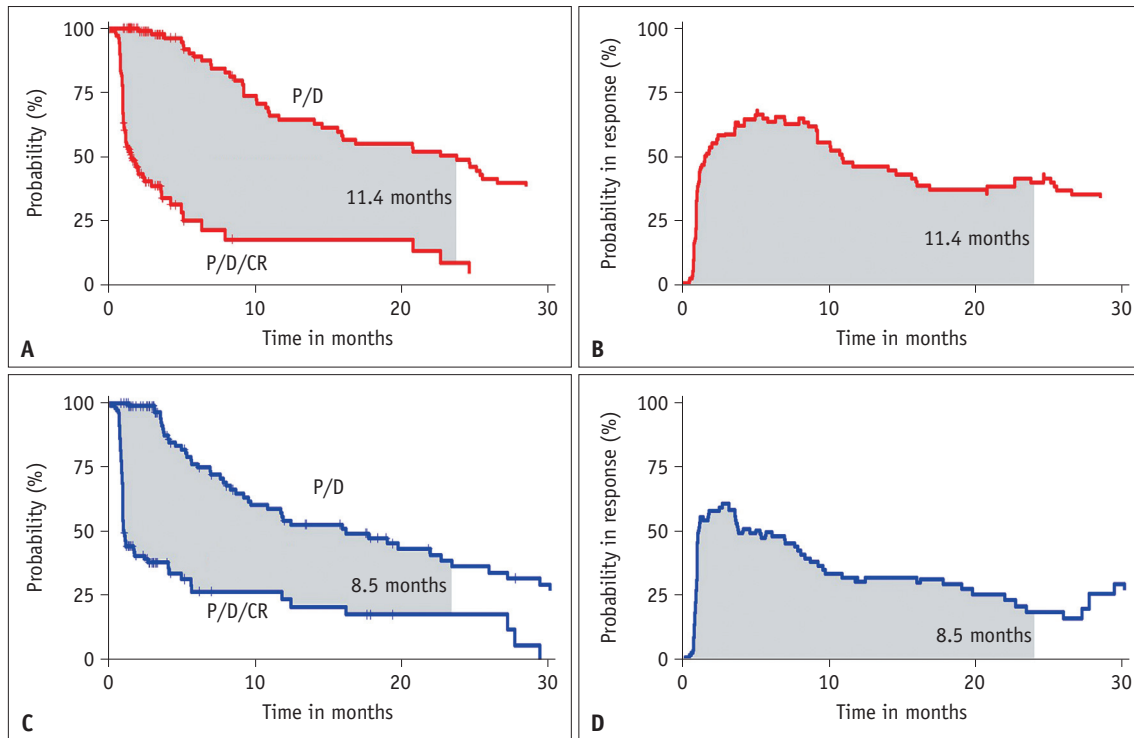 Probability (%)
100
75
50
25
0
P/D
11.4 months
P/D/CR
0
10
20
30
Time in months
A
Probability in response (%)
100
75
50
25
0
11.4 months
0
10
20
30
Time in months
B
Probability (%)
100
75
50
25
0
P/D
8.5 months
P/D/CR
0
10
20
30
Time in months
C
Probability in response (%)
100
75
50
25
0
8.5 months
0
10
20
30
Time in months
D